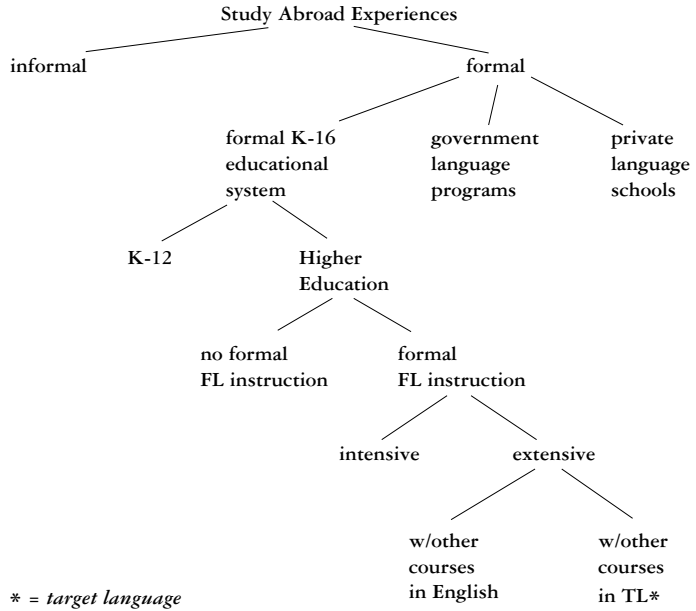 Study Abroad Experiences
informal
formal
formal K-16
educational
system
government
language
programs
private
language
schools
K-12
Higher
Education
no formal
FL instruction
formal
FL instruction
intensive
extensive
w/other
courses
in English
w/other
courses
in TL*
* = target language